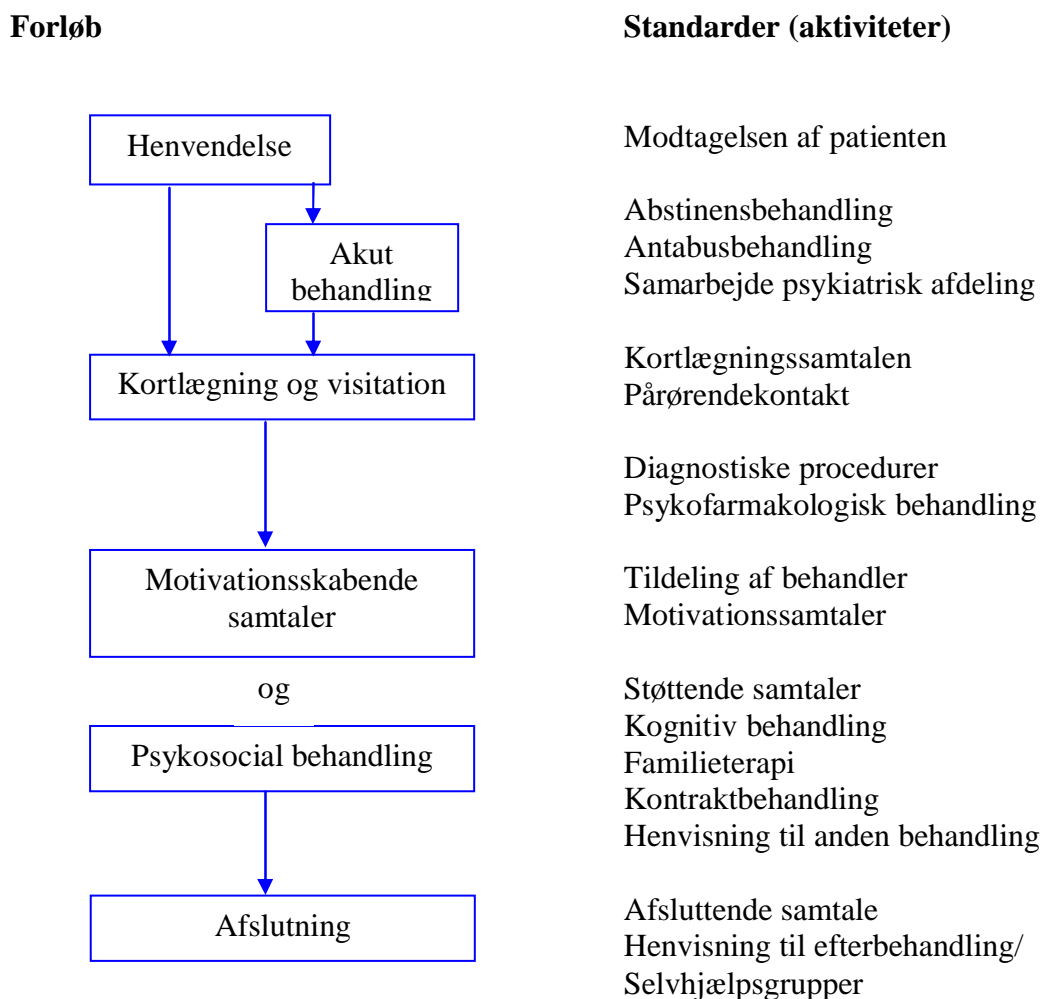 Forløb
Standarder (aktiviteter)
Henvendelse
Modtagelsen af patienten
Akut
behandling
Abstinensbehandling
Antabusbehandling
Samarbejde psykiatrisk afdeling
Kortlægning og visitation
Kortlægningssamtalen
Pårørendekontakt
Diagnostiske procedurer
Psykofarmakologisk behandling
Motivationsskabende
samtaler
Tildeling af behandler
Motivationssamtaler
og
Psykosocial behandling
Støttende samtaler
Kognitiv behandling
Familieterapi
Kontraktbehandling
Henvisning til anden behandling
Afslutning
Afsluttende samtale
Henvisning til efterbehandling/
Selvhjælpsgrupper